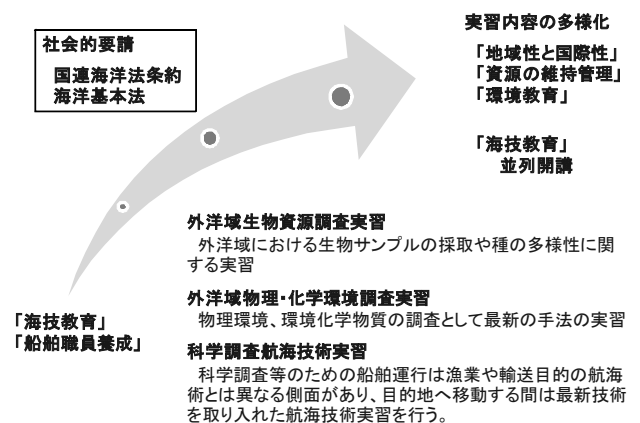 社会的要請
国連海洋法条約
海洋基本法
実習内容の多様化
「地域性と国際性」
「資源の維持管理」
「環境教育」
「海技教育」
並列開講
「海技教育」
「船舶職員養成」
外洋域生物資源調査実習
外洋域における生物サンプルの採取や種の多様性に関
する実習
外洋域物理・化学環境調査実習
物理環境、環境化学物質の調査として最新の手法の実習
科学調査航海技術実習
科学調査等のための船舶運行は漁業や輸送目的の航海
術とは異なる側面があり、目的地へ移動する間は最新技術
を取り入れた航海技術実習を行う。